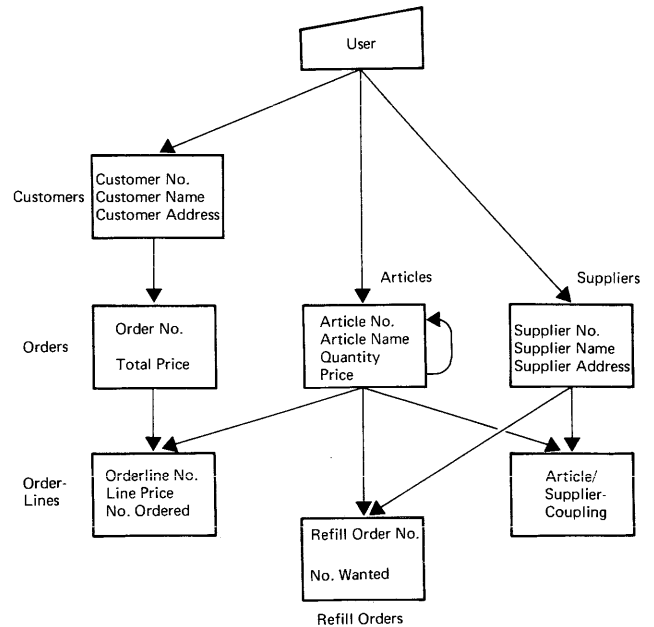 User
Customers
Customer No.
Customer Name
Customer Address
Articles
Suppliers
Orders
Order No.
Total Price
Article No.
Article Name
Quantity
Price
Supplier No.
Supplier Name
Supplier Address
Order-
Lines
Orderline No.
Line Price
No. Ordered
Article/
Supplier-
Coupling
Refill Order No.
No. Wanted
Refill Orders